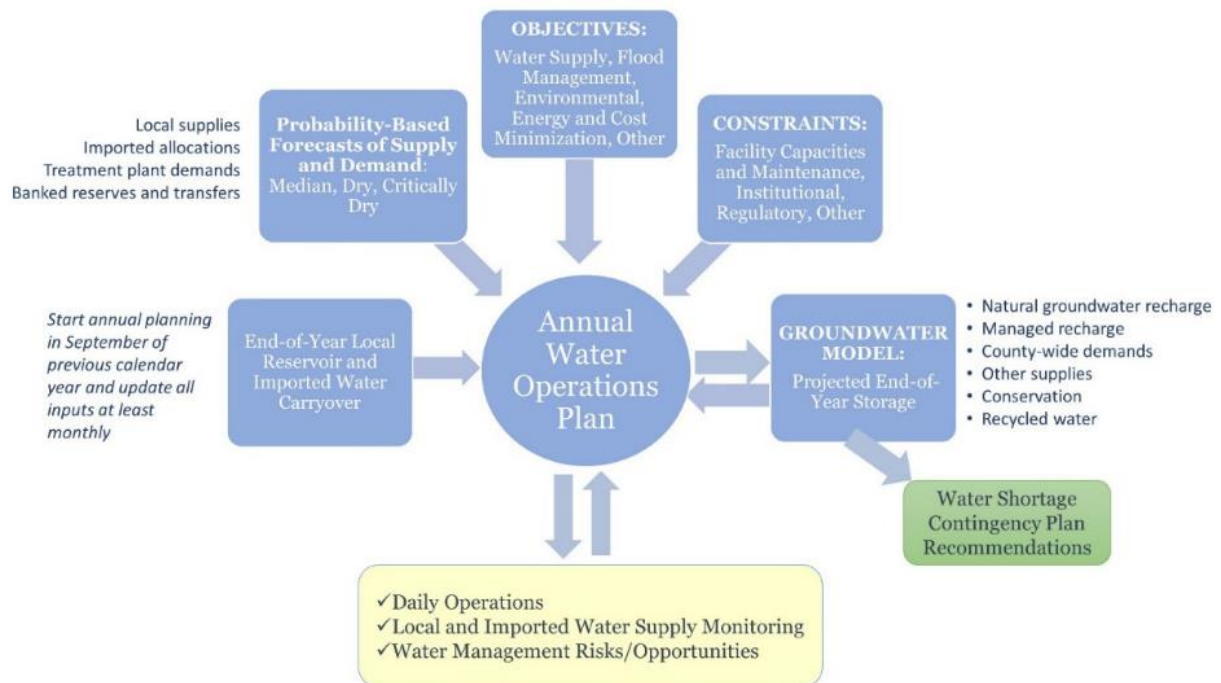 OBJECTIVES:
Water Supply, Flood
Management,
Environmental,
Energy and Cost
Minimization, Other
Local supplies
Imported allocations
Treatment plant demands
Banked reserves and transfers
Probability-Based
Forecasts of Supply
and Demand:
Median, Dry, Critically
Dry
CONSTRAINTS:
Facility Capacities
and Maintenance,
Institutional,
Regulatory, Other
Start annual planning
in September of
previous calendar
year and update all
inputs at least
monthly
End-of-Year Local
Reservoir and
Imported Water
Carryover
Annual
Water
Operations
Plan
GROUNDWATER
MODEL:
Projected End-of-
Year Storage
• Natural groundwater recharge
• Managed recharge
• County-wide demands
• Other supplies
• Conservation
• Recycled water
Water Shortage
Contingency Plan
Recommendations
✓Daily Operations
✓Local and Imported Water Supply Monitoring
✓Water Management Risks/Opportunities